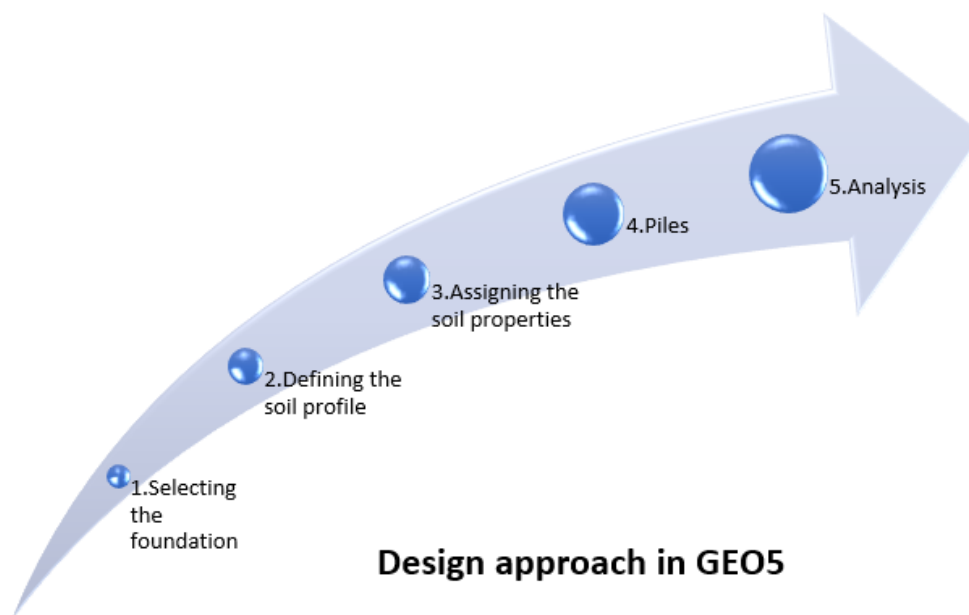 1.Selecting
the
foundation
2.Defining the
soil profile
3.Assigning the
soil properties
4.Piles
5.Analysis
Design approach in GEO5